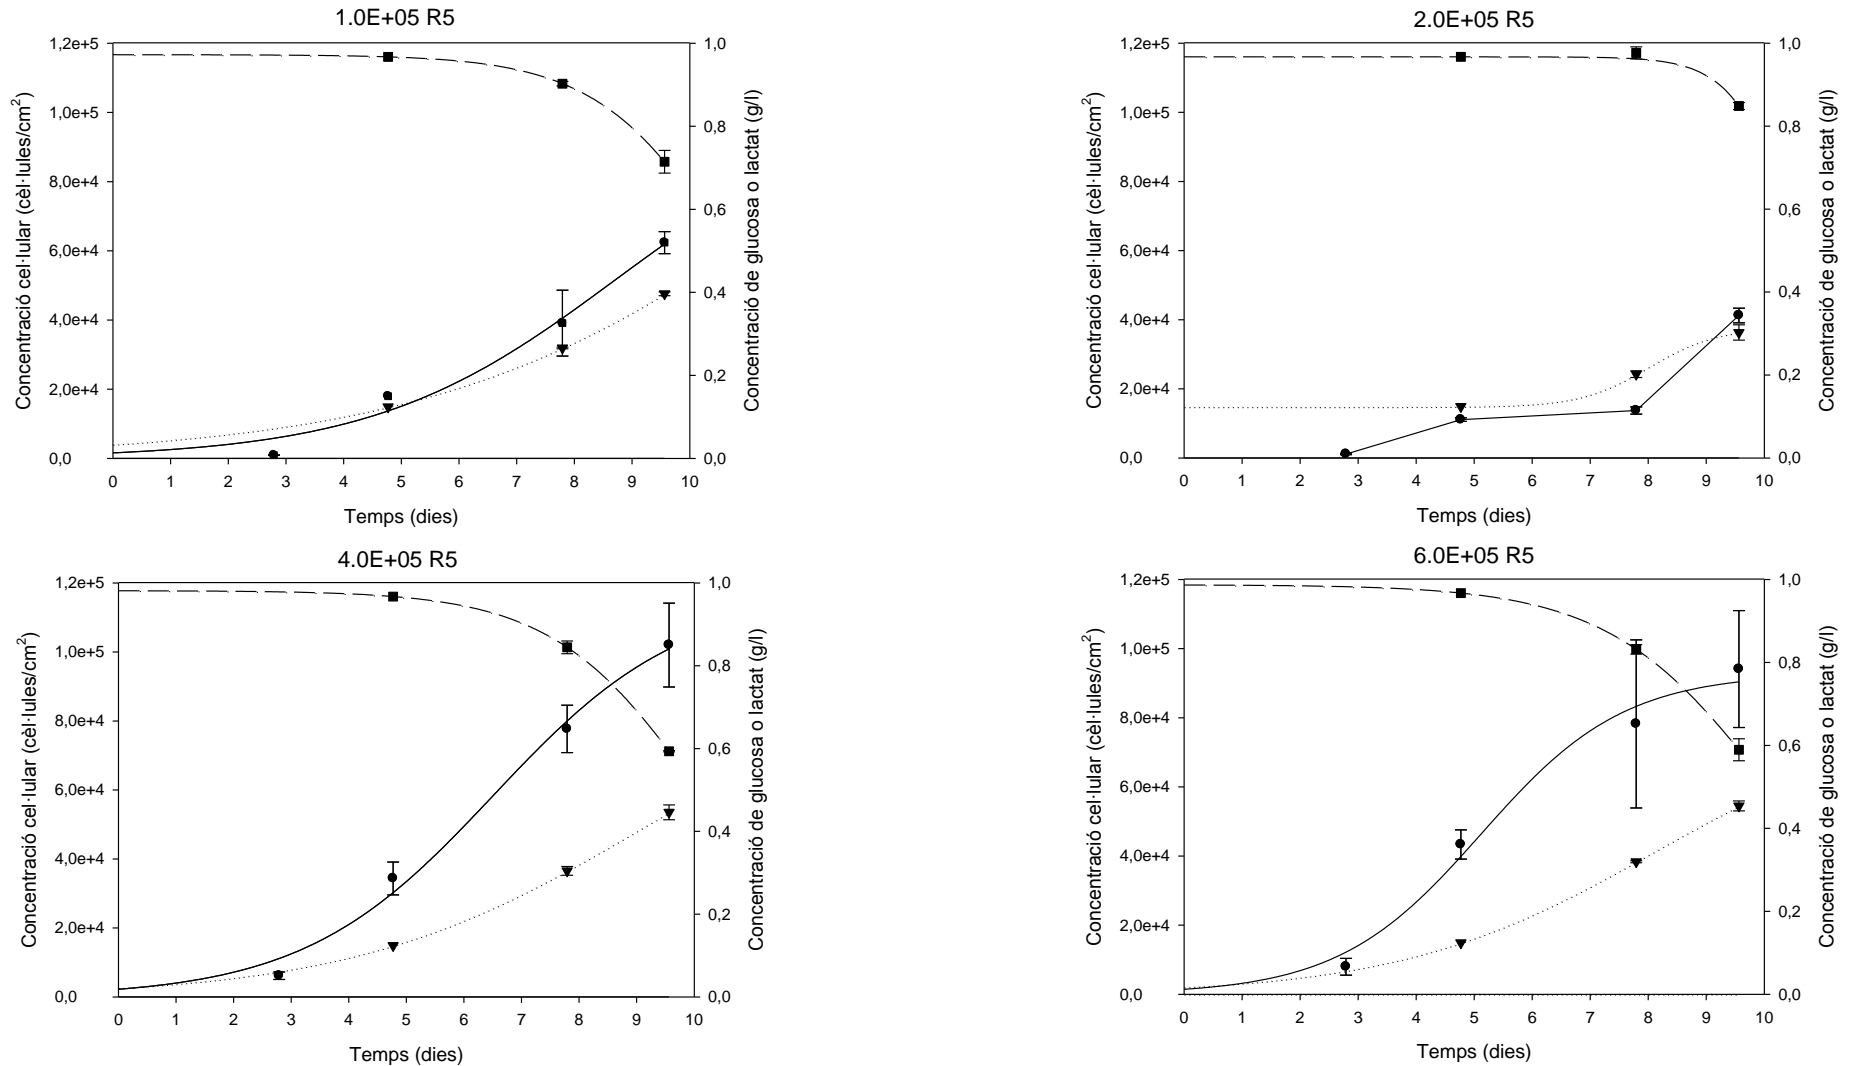 1.0E+05 R5
Concentració cel·lular (cèl·lules/cm²)
1,2e+5
1,0e+5
8,0e+4
6,0e+4
4,0e+4
2,0e+4
0,0
1,0
0,8
0,6
0,4
0,2
0,0
Concentració de glucosa o lactat (g/l)
0 1 2 3 4 5 6 7 8 9 10
Temps (dies)
2.0E+05 R5
Concentració cel·lular (cèl·lules/cm²)
1,2e+5
1,0e+5
8,0e+4
6,0e+4
4,0e+4
2,0e+4
0,0
1,0
0,8
0,6
0,4
0,2
0,0
Concentració de glucosa o lactat (g/l)
0 1 2 3 4 5 6 7 8 9 10
Temps (dies)
4.0E+05 R5
Concentració cel·lular (cèl·lules/cm²)
1,2e+5
1,0e+5
8,0e+4
6,0e+4
4,0e+4
2,0e+4
0,0
1,0
0,8
0,6
0,4
0,2
0,0
Concentració de glucosa o lactat (g/l)
0 1 2 3 4 5 6 7 8 9 10
Temps (dies)
6.0E+05 R5
Concentració cel·lular (cèl·lules/cm²)
1,2e+5
1,0e+5
8,0e+4
6,0e+4
4,0e+4
2,0e+4
0,0
1,0
0,8
0,6
0,4
0,2
0,0
Concentració de glucosa o lactat (g/l)
0 1 2 3 4 5 6 7 8 9 10
Temps (dies)